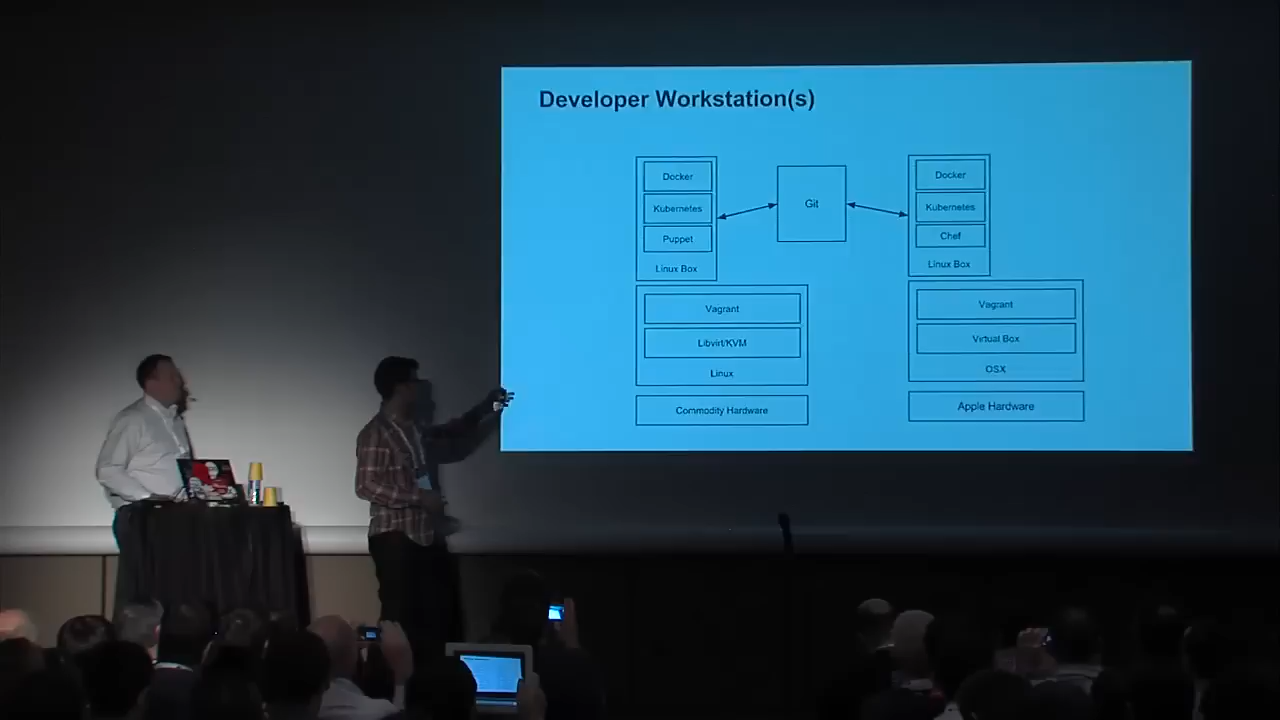 Developer Workstation(s)
Docker
Kubernetes
Puppet
Linux Box
Git
Docker
Kubernetes
Chef
Linux Box
Vagrant
Libvirt/KVM
Linux
Commodity Hardware
Vagrant
Virtual Box
OSX
Apple Hardware